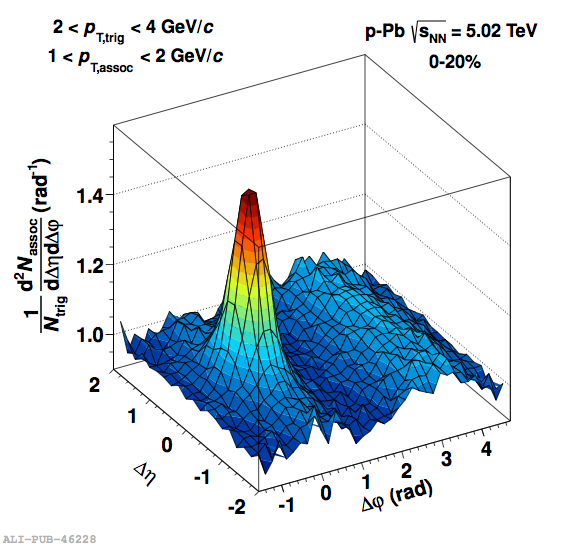 2 < pT,trig < 4 GeV/c
1 < pT,assoc < 2 GeV/c
p-Pb √sNN = 5.02 TeV
0-20%
1/Ntrig d²Nassoc/dΔηdΔφ (rad⁻¹)
1.4
1.2
1.0
2
1
0
-1
-2
Δη
-1
0
1
2
3
4
Δφ (rad)
ALI-PUB-46228